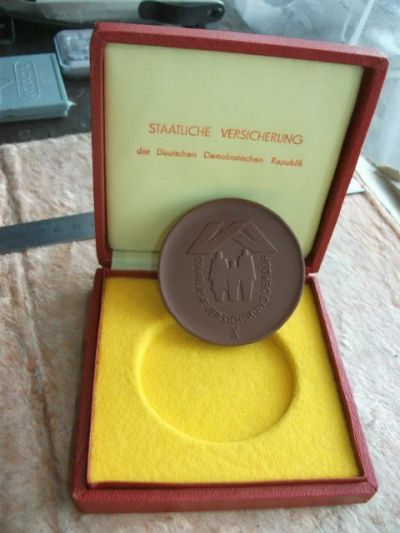 STAATLICHE VERSICHERUNG
der Deutschen Demokratischen Republik
STAATLICHE VERSICHERUNG DER DDR